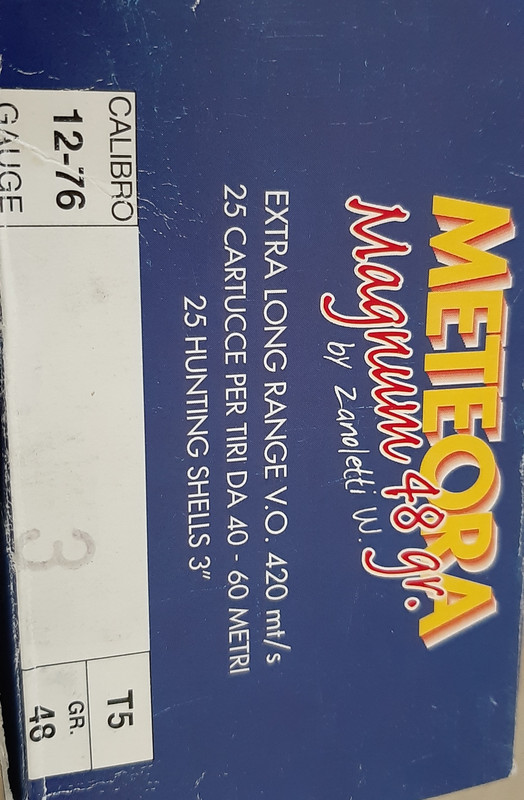 METEORA
Magnum 48 gr.
by Zanoletti W.
EXTRA LONG RANGE V.O. 420 mt/s
25 CARTUCCE PER TIRI DA 40 - 60 METRI
25 HUNTING SHELLS 3"
CALIBRO
12-76
GAUGE
3
T5
GR.
48